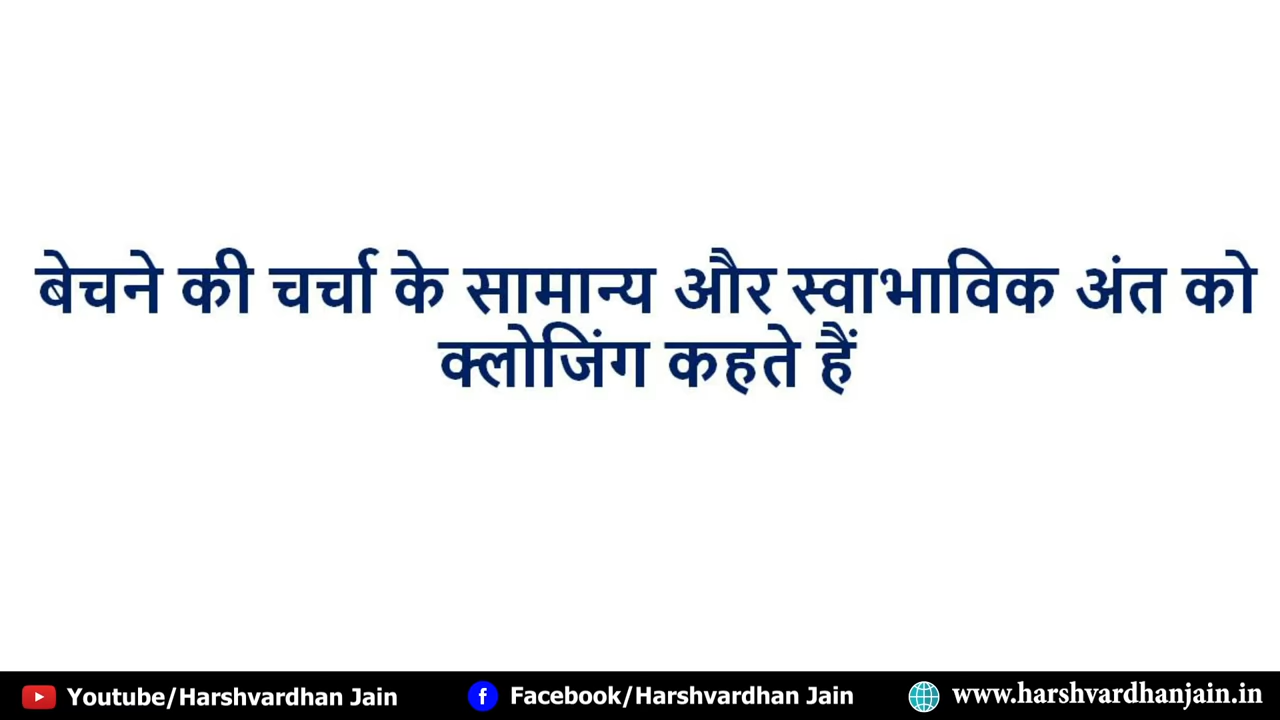 बेचने की चर्चा के सामान्य और स्वाभाविक अंत को
क्लोजिंग कहते हैं
Youtube/Harshvardhan Jain
Facebook/Harshvardhan Jain
www.harshvardhanjain.in